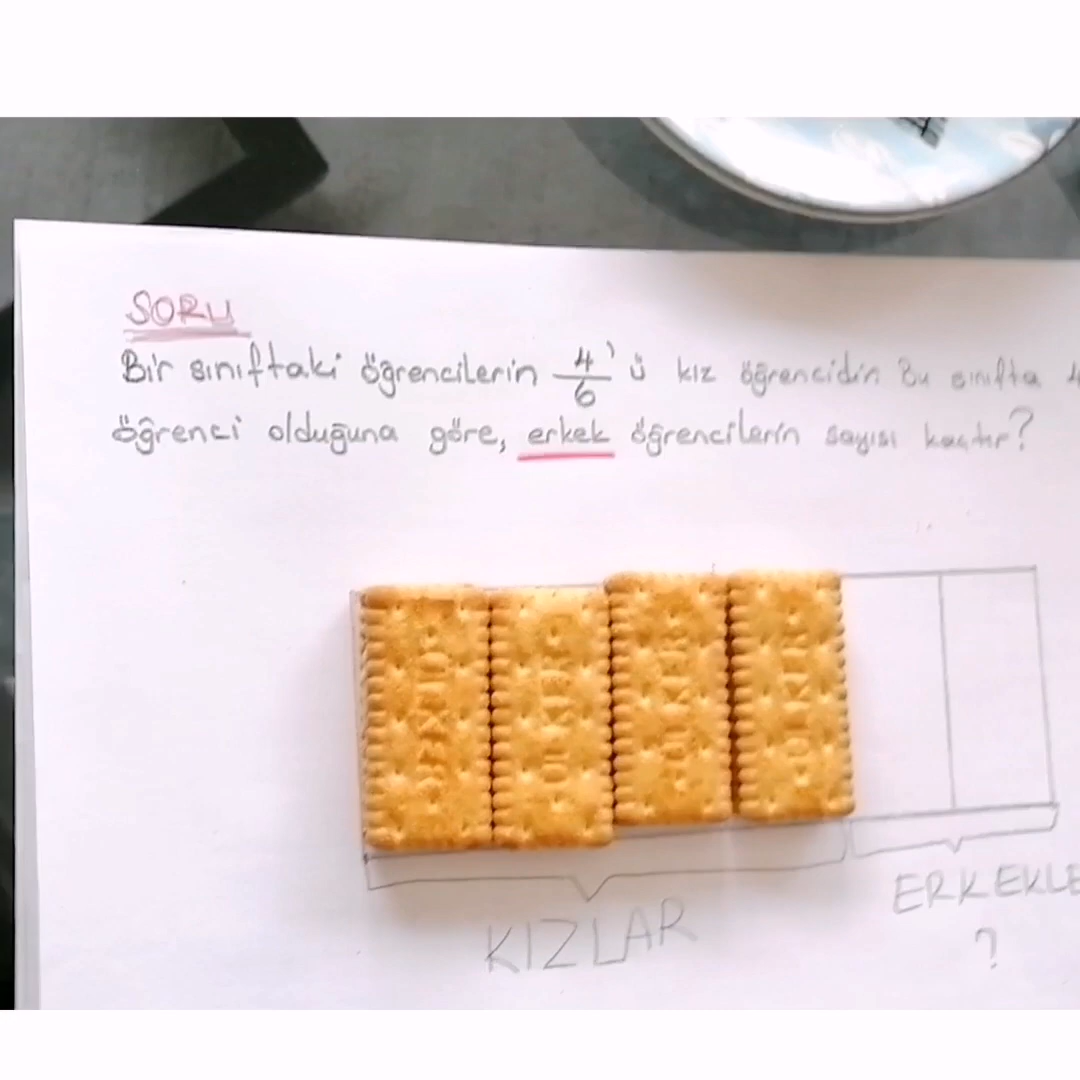 SORU
Bir sınıftaki öğrencilerin 4/6' ü kız öğrencidir. Bu sınıfta
öğrenci olduğuna göre, erkek öğrencilerin sayısı kaçtır?
KIZLAR
ERKEKLE
?